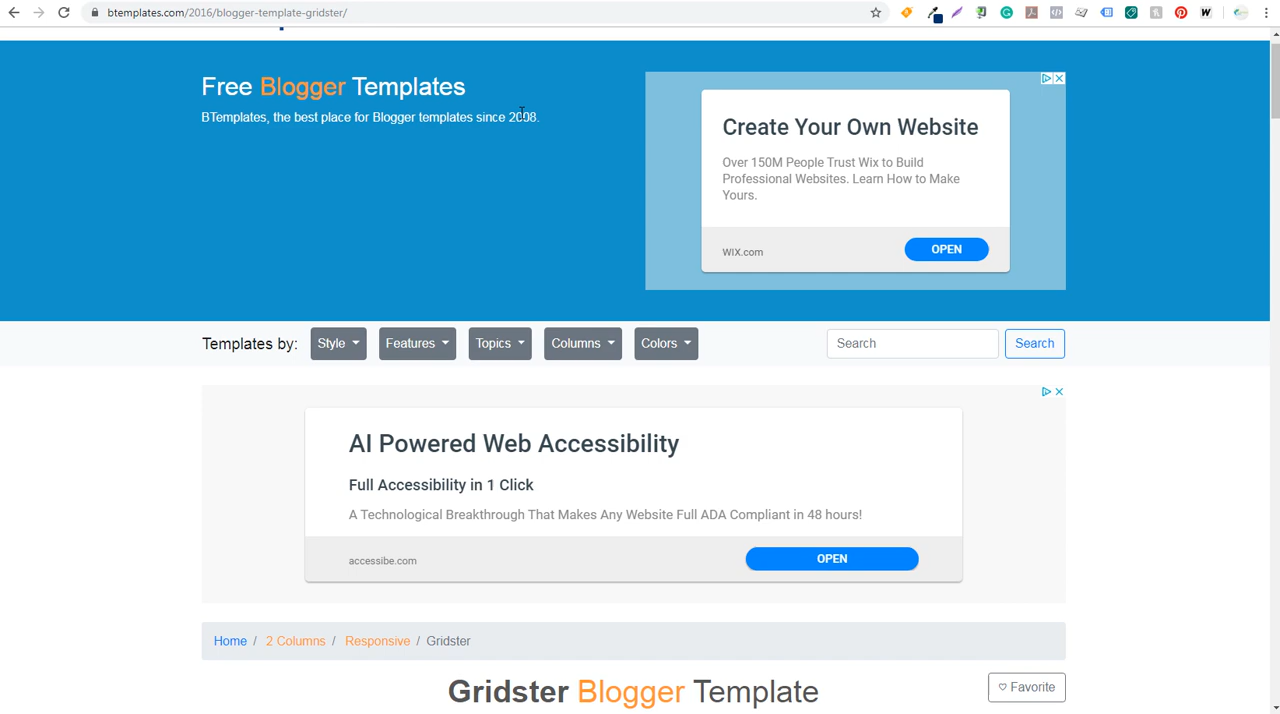 btemplates.com/2016/blogger-template-gridster/
Free Blogger Templates
BTemplates, the best place for Blogger templates since 2008.
Create Your Own Website
Over 150M People Trust Wix to Build
Professional Websites. Learn How to Make
Yours.
WIX.com
OPEN
Templates by:
Style
Features
Topics
Columns
Colors
Search
Search
AI Powered Web Accessibility
Full Accessibility in 1 Click
A Technological Breakthrough That Makes Any Website Full ADA Compliant in 48 hours!
accessibe.com
OPEN
Home / 2 Columns / Responsive / Gridster
Gridster Blogger Template
♡ Favorite